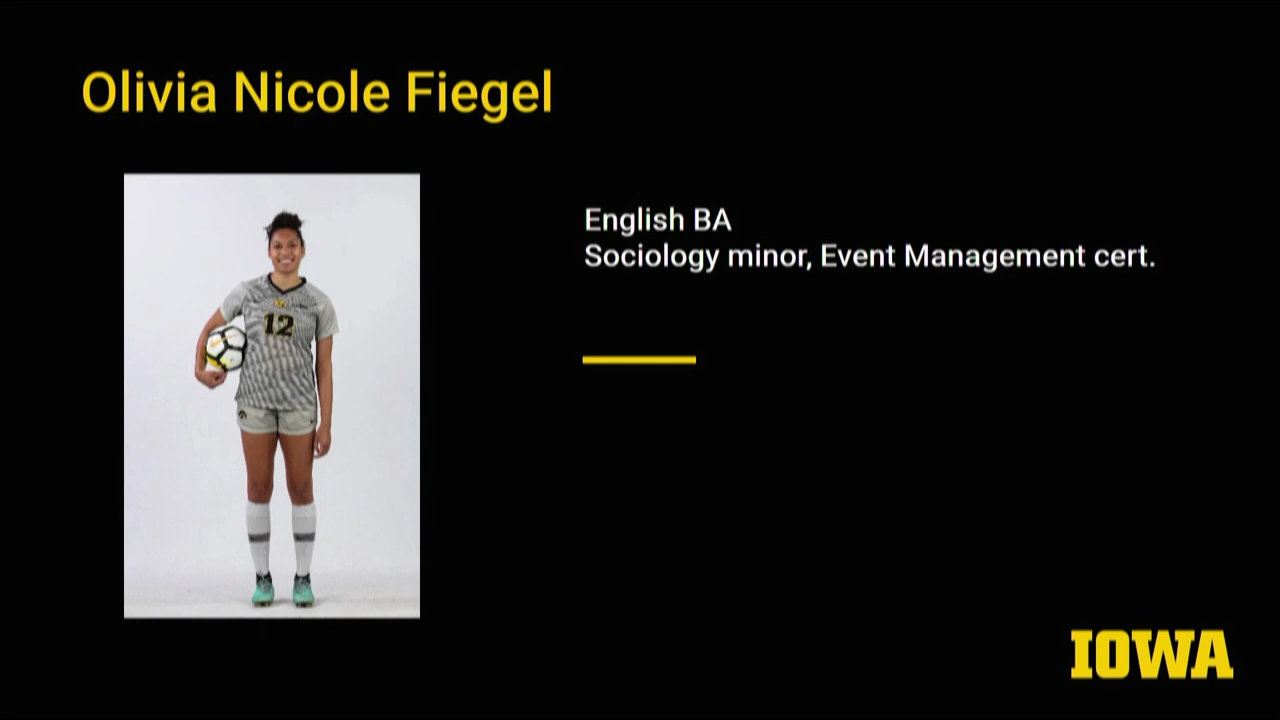 Olivia Nicole Fiegel
English BA
Sociology minor, Event Management cert.
12
IOWA